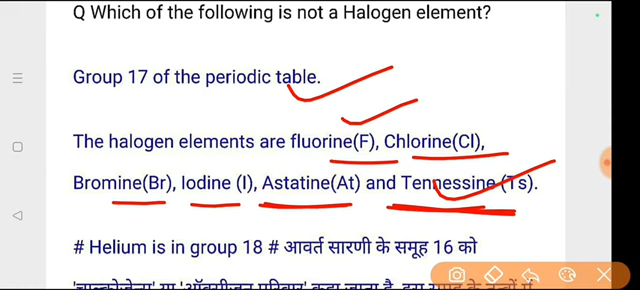 Q Which of the following is not a Halogen element?
Group 17 of the periodic table.
The halogen elements are fluorine(F), Chlorine(Cl),
Bromine(Br), Iodine (I), Astatine(At) and Tennessine (Ts).
# Helium is in group 18 # आवर्त सारणी के समूह 16 को